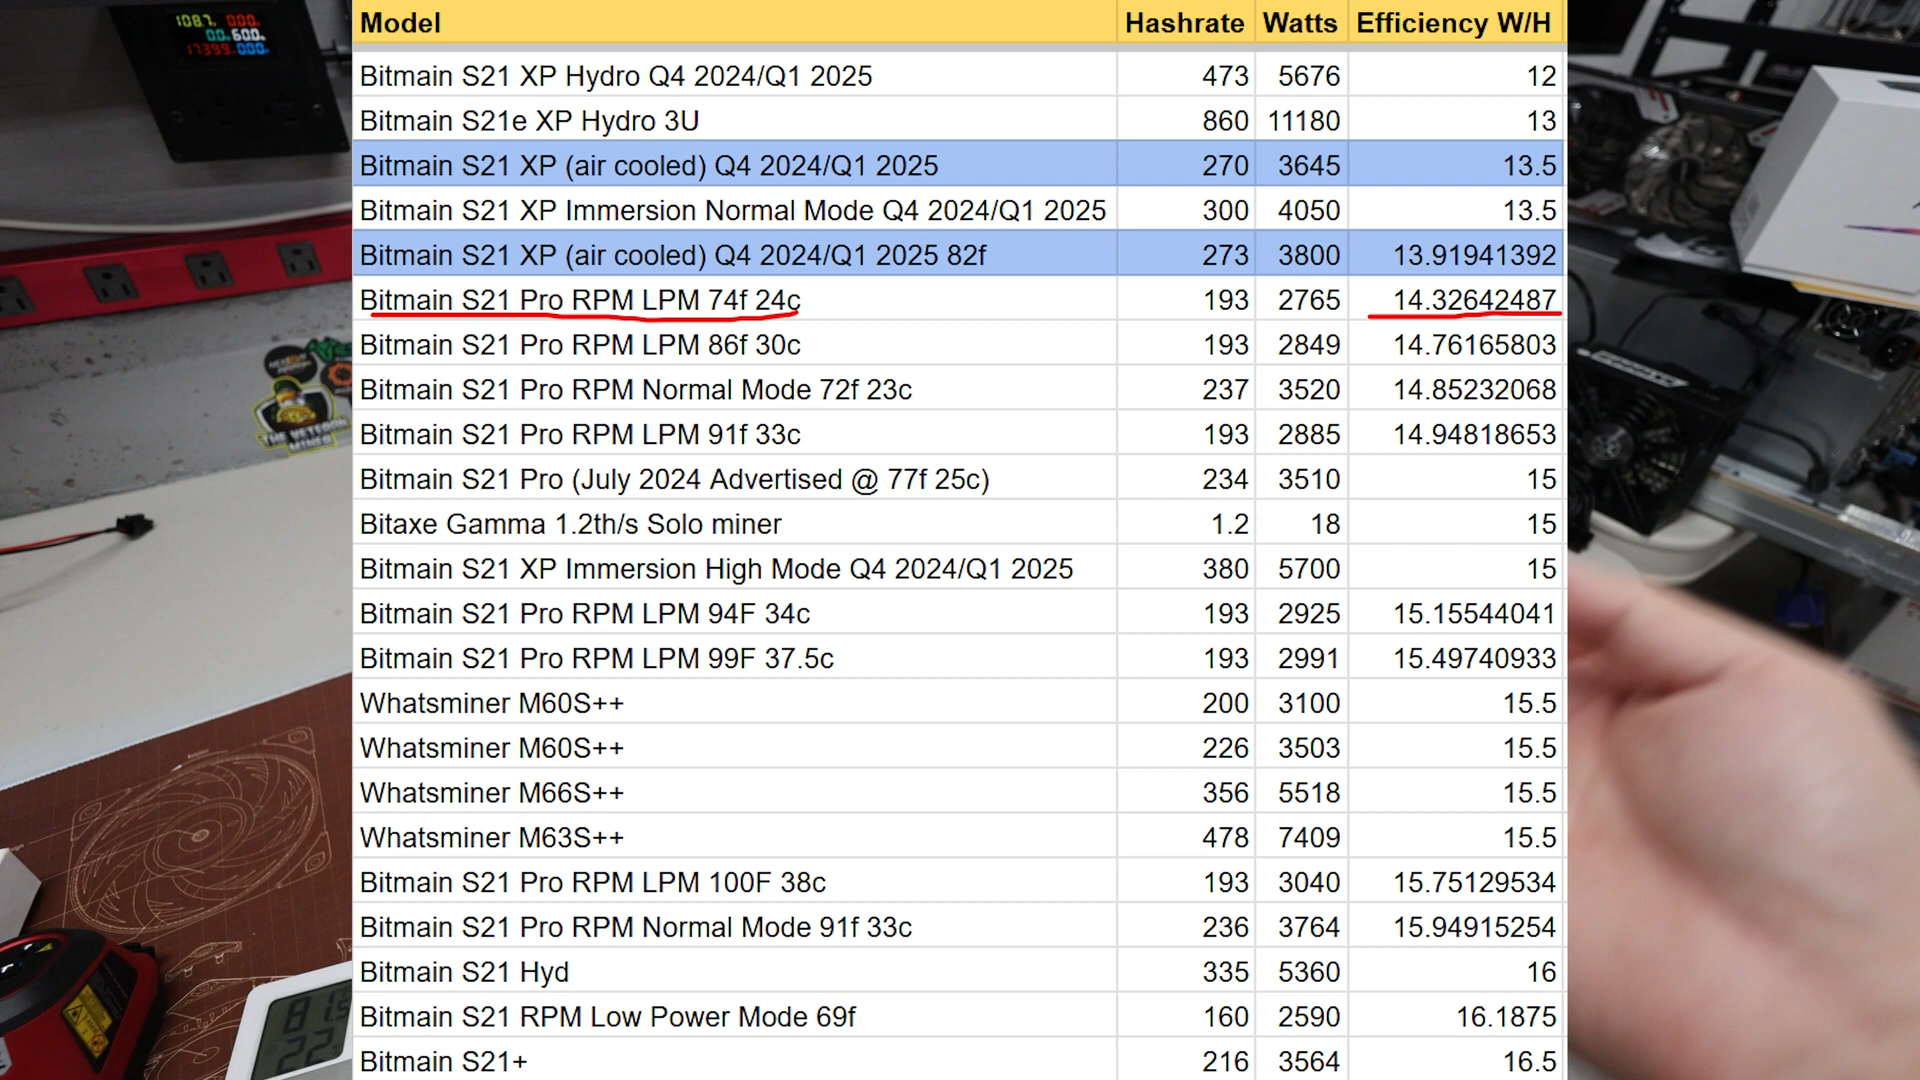 Model Hashrate Watts Efficiency W/H
Bitmain S21 XP Hydro Q4 2024/Q1 2025 473 5676 12
Bitmain S21e XP Hydro 3U 860 11180 13
Bitmain S21 XP (air cooled) Q4 2024/Q1 2025 270 3645 13.5
Bitmain S21 XP Immersion Normal Mode Q4 2024/Q1 2025 300 4050 13.5
Bitmain S21 XP (air cooled) Q4 2024/Q1 2025 82f 273 3800 13.91941392
Bitmain S21 Pro RPM LPM 74f 24c 193 2765 14.32642487
Bitmain S21 Pro RPM LPM 86f 30c 193 2849 14.76165803
Bitmain S21 Pro RPM Normal Mode 72f 23c 237 3520 14.85232068
Bitmain S21 Pro RPM LPM 91f 33c 193 2885 14.94818653
Bitmain S21 Pro (July 2024 Advertised @ 77f 25c) 234 3510 15
Bitaxe Gamma 1.2th/s Solo miner 1.2 18 15
Bitmain S21 XP Immersion High Mode Q4 2024/Q1 2025 380 5700 15
Bitmain S21 Pro RPM LPM 94F 34c 193 2925 15.15544041
Bitmain S21 Pro RPM LPM 99F 37.5c 193 2991 15.49740933
Whatsminer M60S++ 200 3100 15.5
Whatsminer M60S++ 226 3503 15.5
Whatsminer M66S++ 356 5518 15.5
Whatsminer M63S++ 478 7409 15.5
Bitmain S21 Pro RPM LPM 100F 38c 193 3040 15.75129534
Bitmain S21 Pro RPM Normal Mode 91f 33c 236 3764 15.94915254
Bitmain S21 Hyd 335 5360 16
Bitmain S21 RPM Low Power Mode 69f 160 2590 16.1875
Bitmain S21+ 216 3564 16.5
108.7 0.00
0.0 60.0
THE VETERAN
MINER